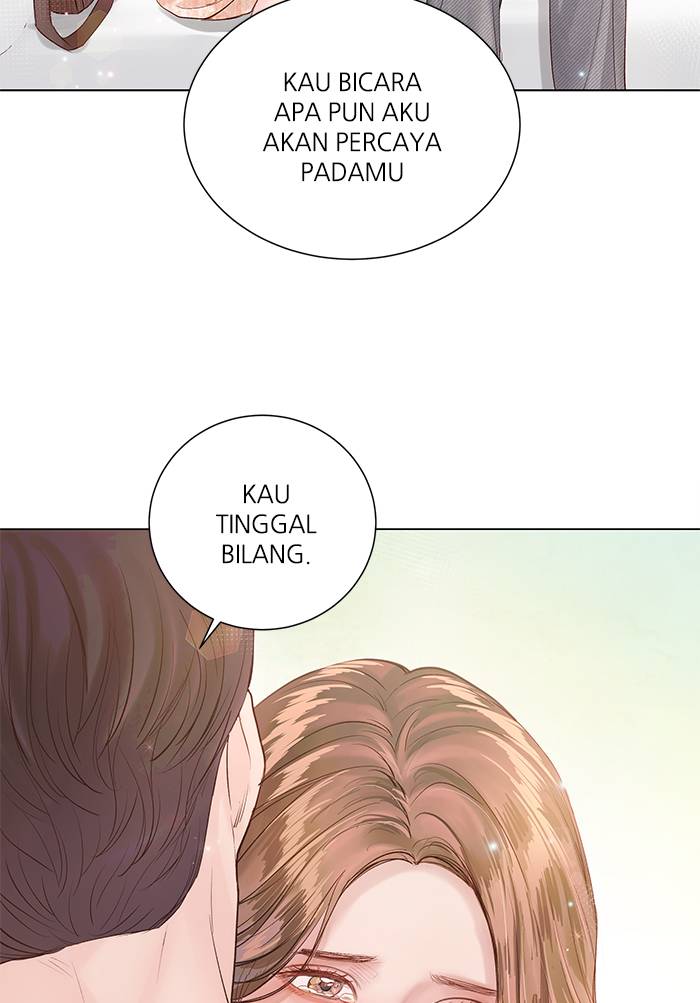 KAU BICARA
APA PUN AKU
AKAN PERCAYA
PADAMU
KAU
TINGGAL
BILANG.